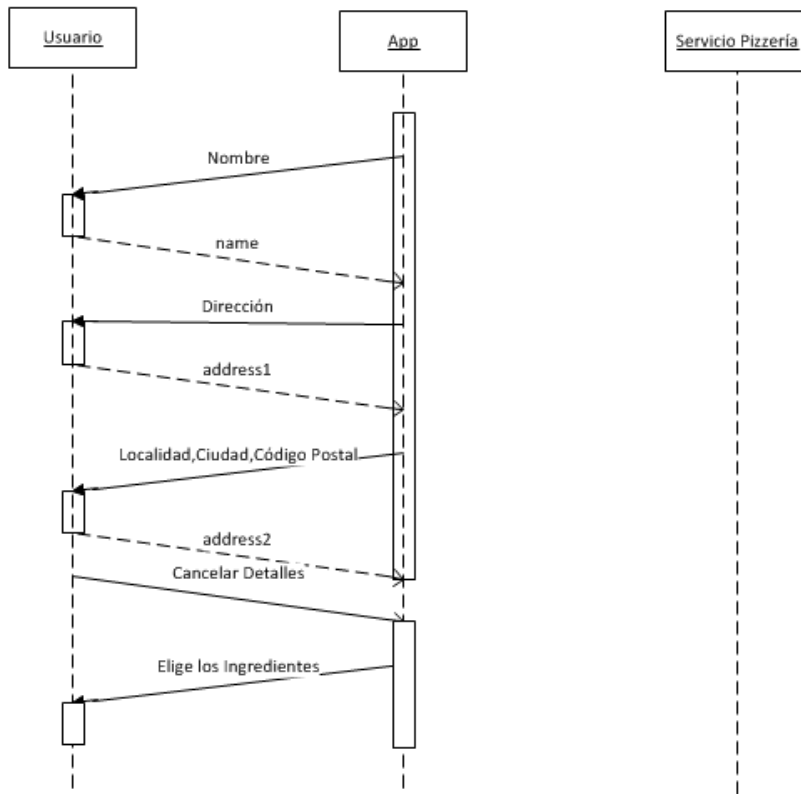 Usuario
App
Servicio Pizzería
Nombre
name
Dirección
address1
Localidad,Ciudad,Código Postal
address2
Cancelar Detalles
Elige los Ingredientes